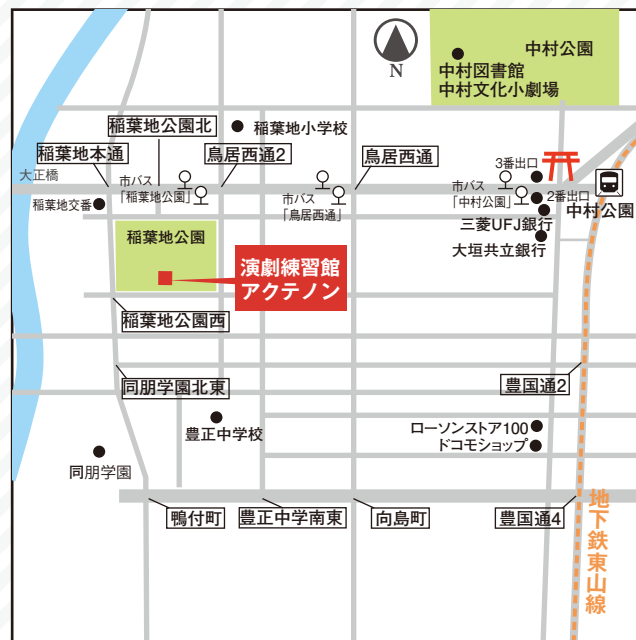 中村公園
中村図書館
中村文化小劇場
N
稲葉地公園北
稲葉地小学校
稲葉地本通
鳥居西通2
鳥居西通
3番出口
大正橋
市バス
「稲葉地公園」
市バス
「鳥居西通」
市バス
「中村公園」
2番出口
中村公園
稲葉地交番
三菱UFJ銀行
大垣共立銀行
稲葉地公園
演劇練習館
アクテノン
稲葉地公園西
同朋学園北東
豊国通2
豊正中学校
ローソンストア100
ドコモショップ
同朋学園
鴨付町
豊正中学南東
向島町
豊国通4
地下鉄東山線